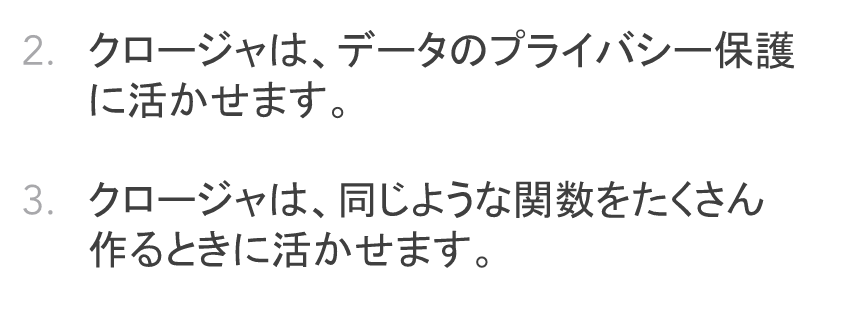 2. クロージャは、データのプライバシー保護
に活かせます。
3. クロージャは、同じような関数をたくさん
作るときに活かせます。